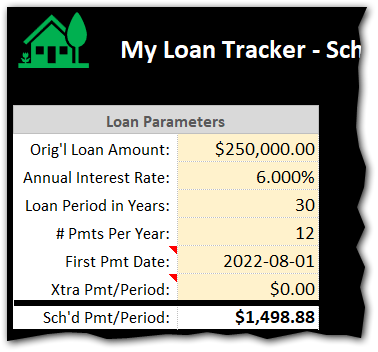 My Loan Tracker - Sch
Loan Parameters
Orig'l Loan Amount: $250,000.00
Annual Interest Rate: 6.000%
Loan Period in Years: 30
# Pmts Per Year: 12
First Pmt Date: 2022-08-01
Xtra Pmt/Period: $0.00
Sch'd Pmt/Period: $1,498.88